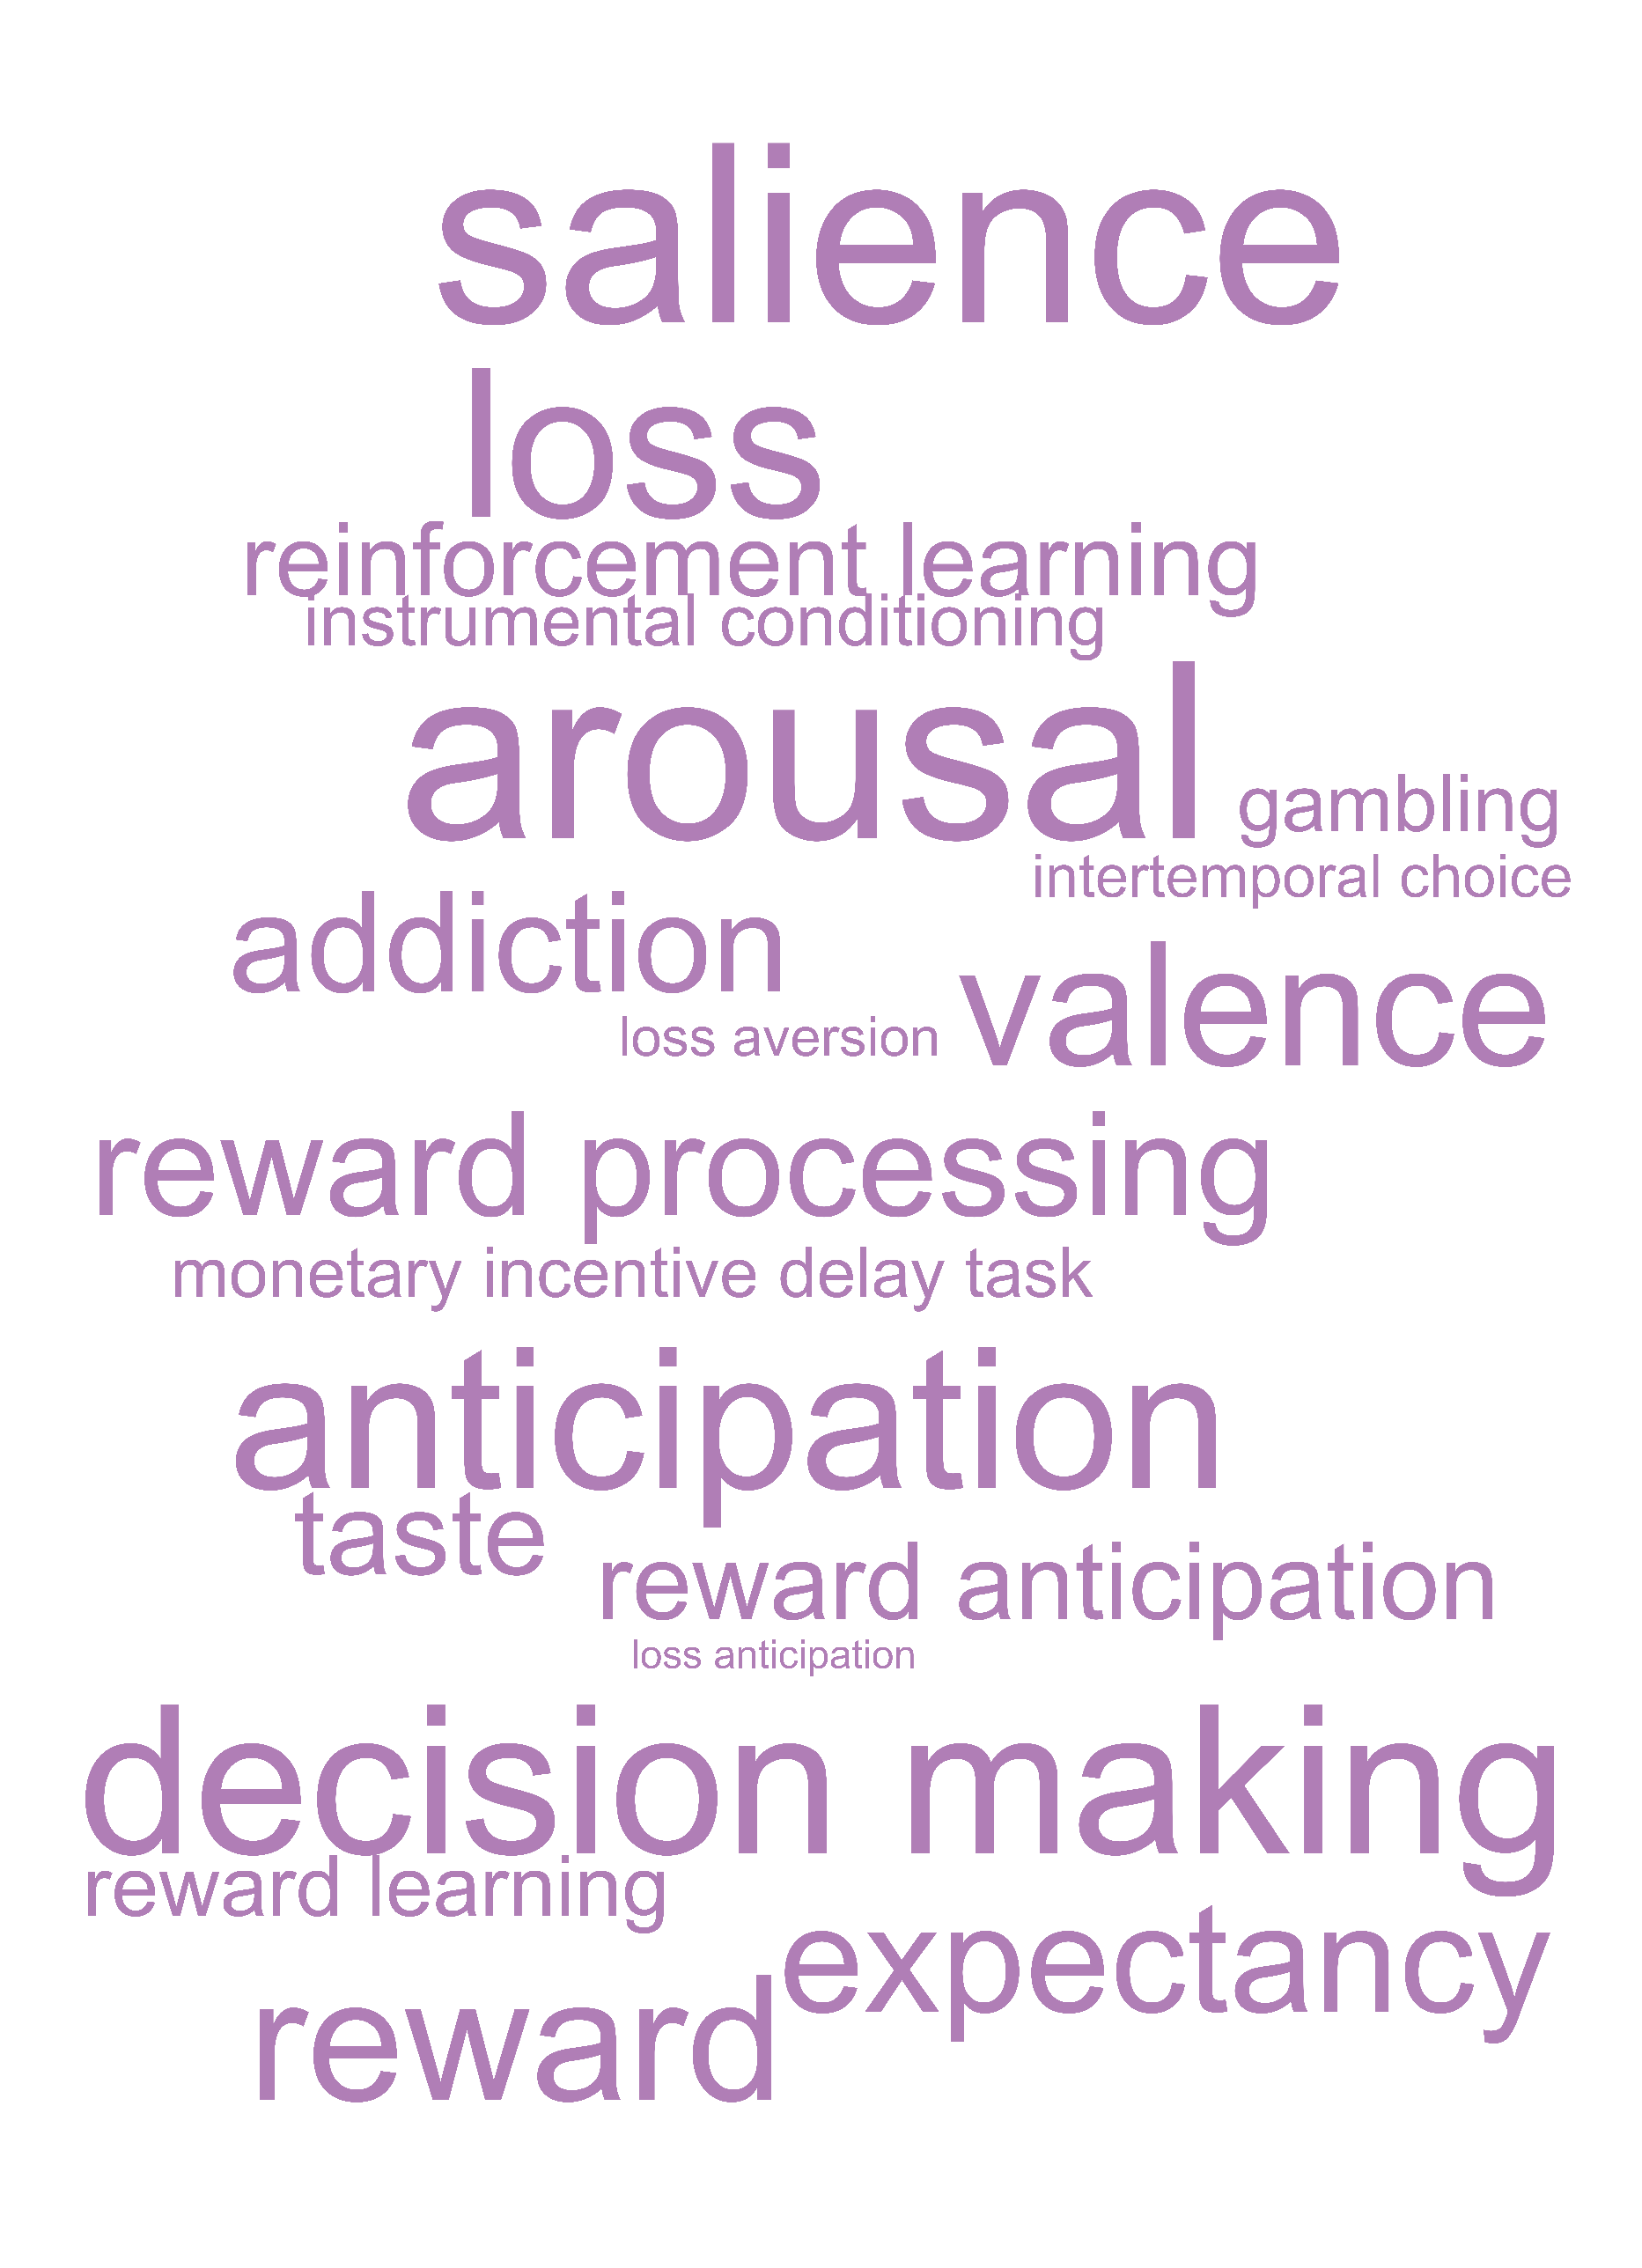 salience
loss
reinforcement learning
instrumental conditioning
arousal
gambling
intertemporal choice
addiction
valence
loss aversion
reward processing
monetary incentive delay task
anticipation
taste
reward anticipation
loss anticipation
decision making
reward learning
expectancy
reward